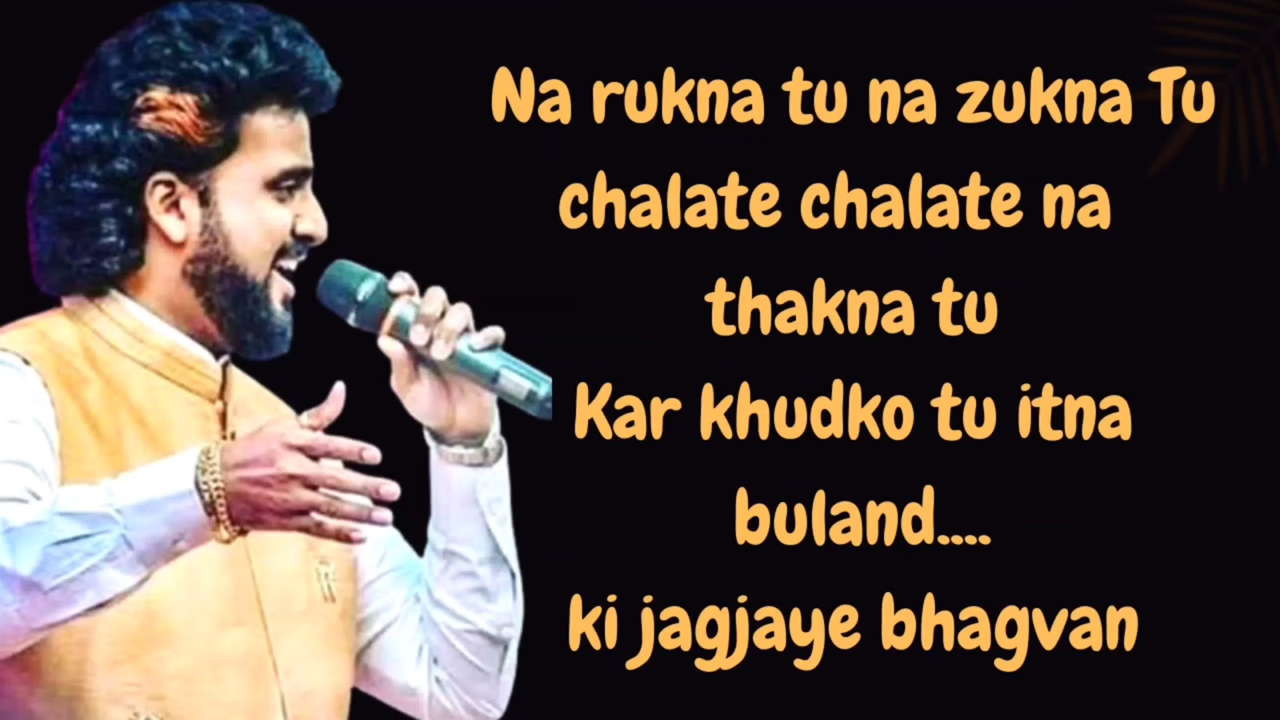 Na rukna tu na zukna Tu
chalate chalate na
thakna tu
Kar khudko tu itna
buland....
ki jagjaye bhagvan